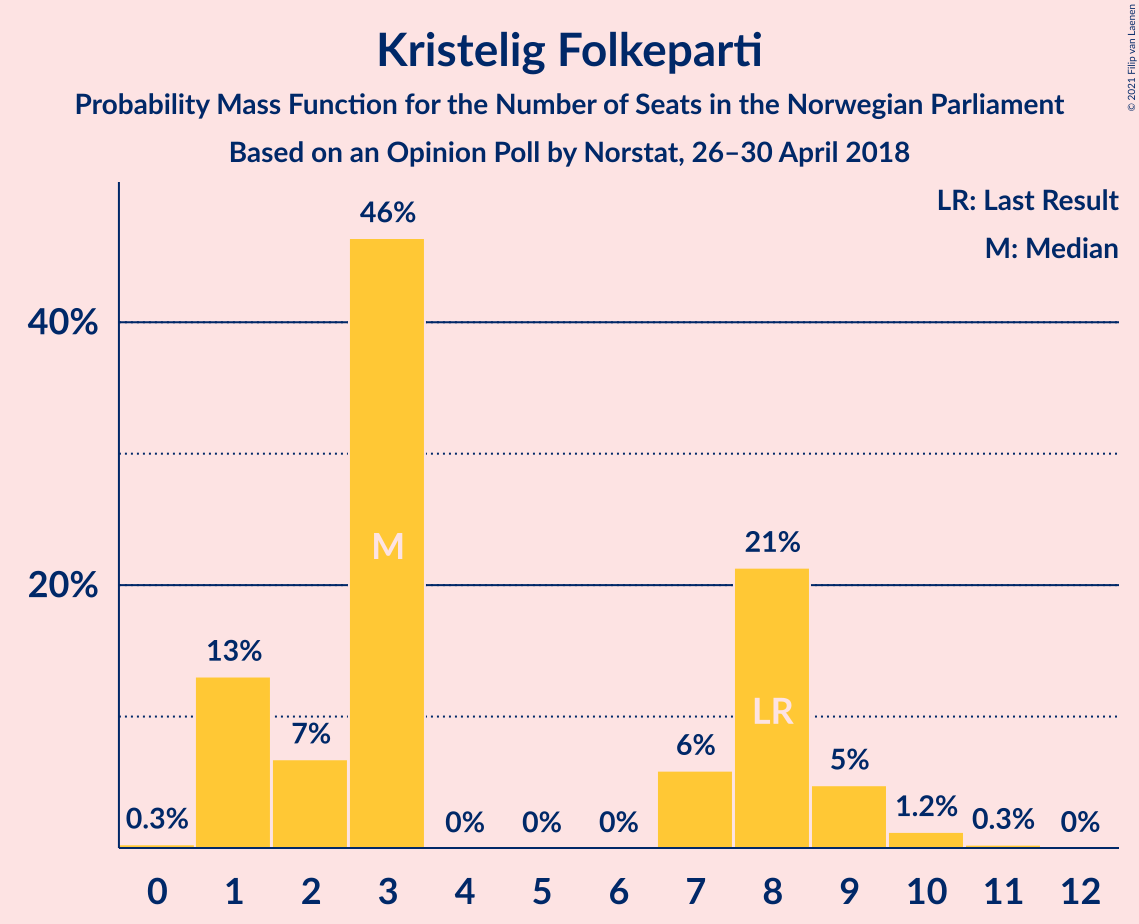 Kristelig Folkeparti
Probability Mass Function for the Number of Seats in the Norwegian Parliament
Based on an Opinion Poll by Norstat, 26–30 April 2018
© 2021 Filip van Laenen
LR: Last Result
M: Median
46%
40%
M
21%
20%
13%
LR
7%
6%
5%
0.3%
0%
0%
0%
1.2%
0.3%
0%
0 1 2 3 4 5 6 7 8 9 10 11 12